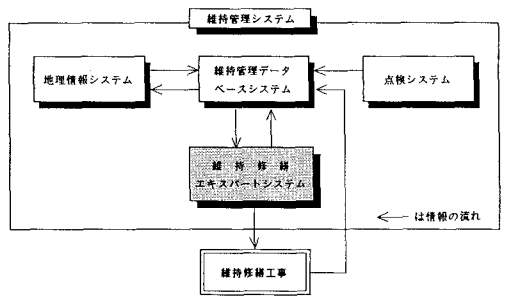 維持管理システム
地理情報システム
維持管理データ
ベースシステム
点検システム
維持修繕
エキスパートシステム
は情報の流れ
維持修繕工事